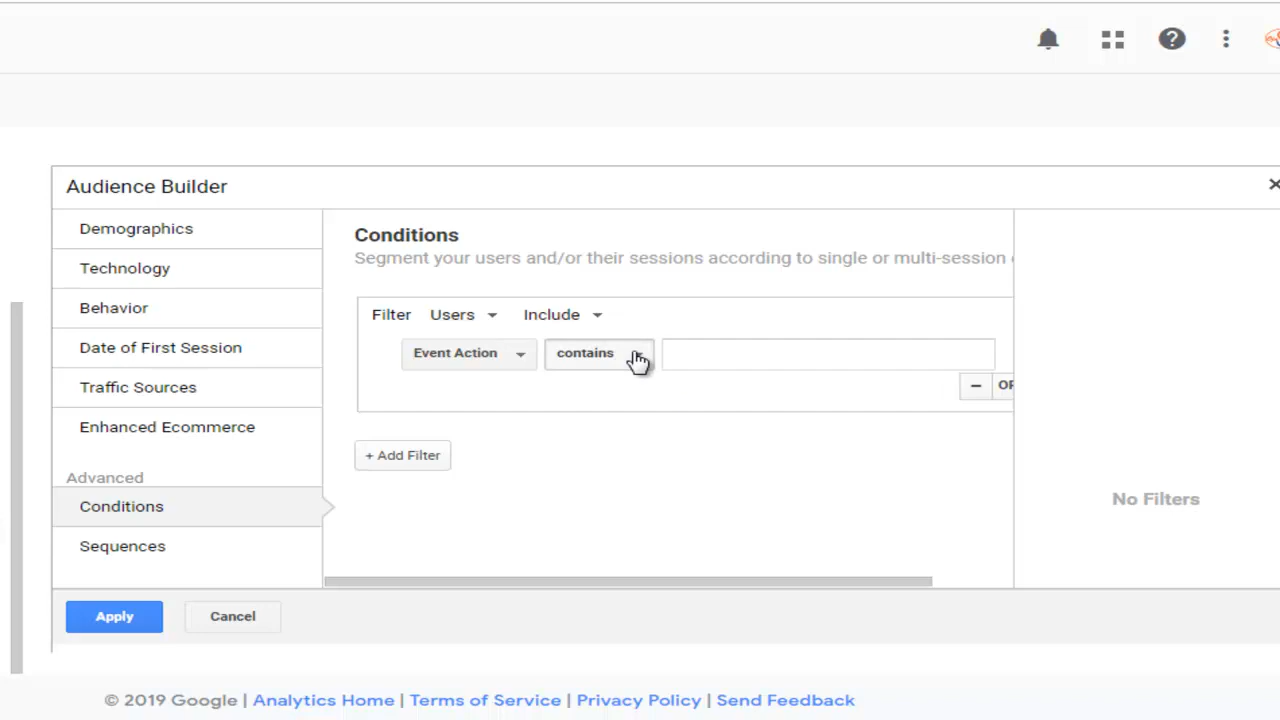 Audience Builder
Demographics
Technology
Behavior
Date of First Session
Traffic Sources
Enhanced Ecommerce
Advanced
Conditions
Sequences
Conditions
Segment your users and/or their sessions according to single or multi-session
Filter Users Include
Event Action contains
− OR
+ Add Filter
No Filters
Apply Cancel
© 2019 Google | Analytics Home | Terms of Service | Privacy Policy | Send Feedback